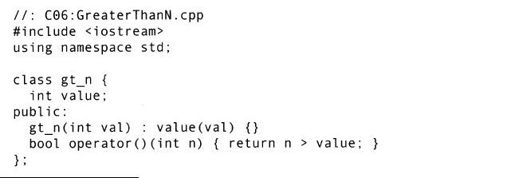 //: C06:GreaterThanN.cpp
#include <iostream>
using namespace std;

class gt_n {
  int value;
public:
  gt_n(int val) : value(val) {}
  bool operator()(int n) { return n > value; }
};